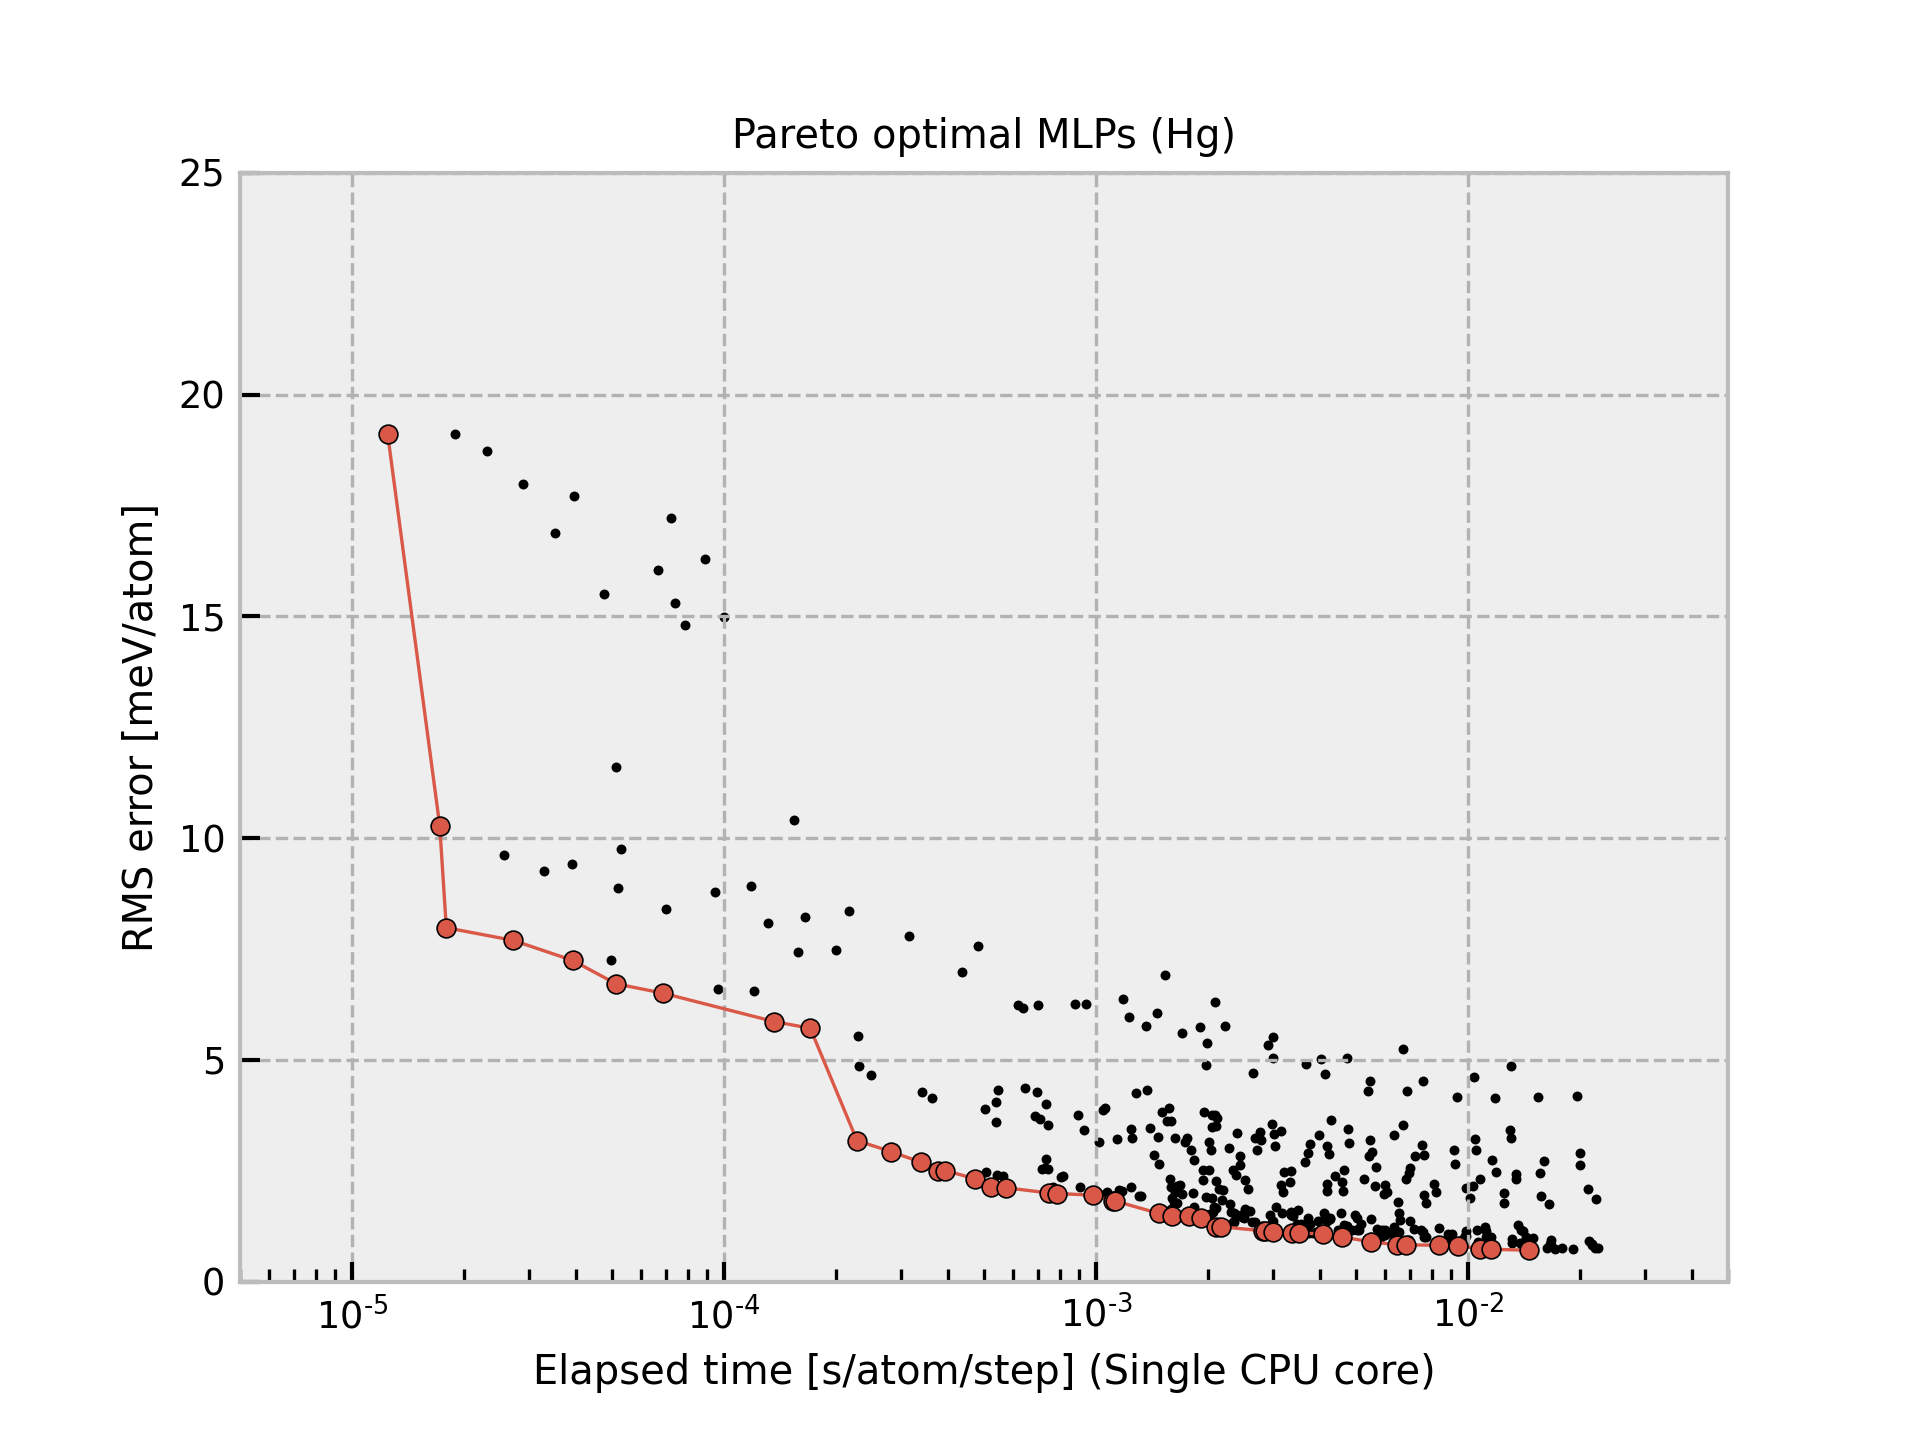 Pareto optimal MLPs (Hg)
25
20
15
10
5
0
RMS error [meV/atom]
10^-5 10^-4 10^-3 10^-2
Elapsed time [s/atom/step] (Single CPU core)